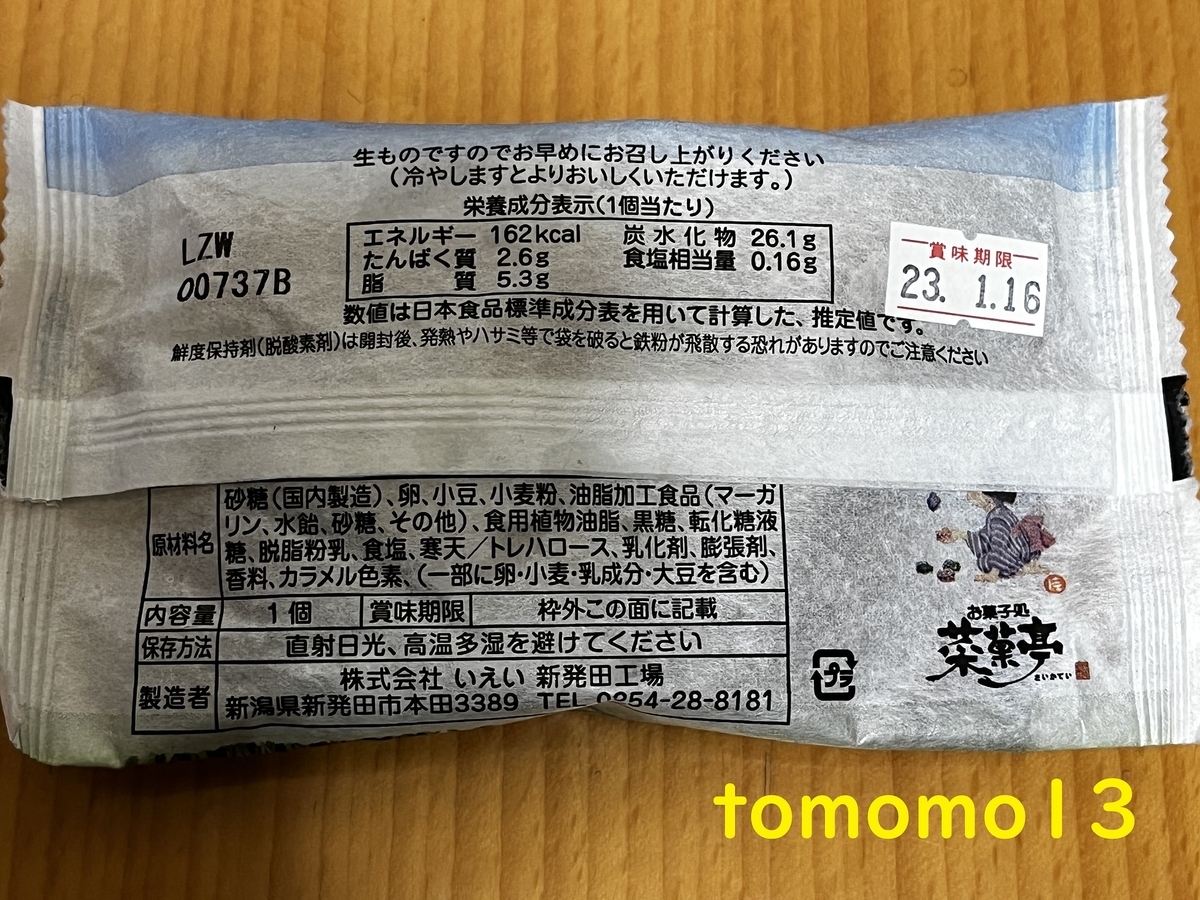 生ものですのでお早めにお召し上がりください
（冷やしますとよりおいしくいただけます。）
栄養成分表示（1個当たり）
エネルギー 162kcal 炭水化物 26.1g
たんぱく質 2.6g 食塩相当量 0.16g
脂質 5.3g
数値は日本食品標準成分表を用いて計算した、推定値です。
LZW
00737B
賞味期限
23. 1.16
鮮度保持剤（脱酸素剤）は開封後、発熱やハサミ等で袋を破ると鉄粉が飛散する恐れがありますのでご注意ください
原材料名
砂糖（国内製造）、卵、小豆、小麦粉、油脂加工食品（マーガ
リン、水飴、砂糖、その他）、食用植物油脂、黒糖、転化糖液
糖、脱脂粉乳、食塩、寒天／トレハロース、乳化剤、膨張剤、
香料、カラメル色素、（一部に卵・小麦・乳成分・大豆を含む）
内容量 1個 賞味期限 枠外この面に記載
保存方法 直射日光、高温多湿を避けてください
製造者
株式会社 いえい 新発田工場
新潟県新発田市本田3389 TEL 0254-28-8181
プラ
お菓子処
菜菓亭
さいかてい
tomomo13